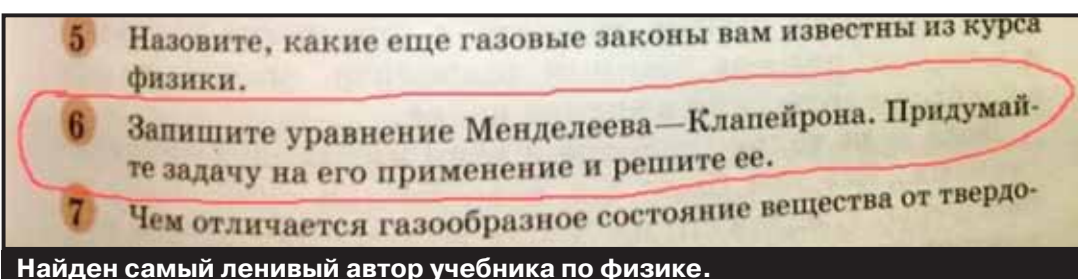 5 Назовите, какие еще газовые законы вам известны из курса
физики.
6 Запишите уравнение Менделеева—Клапейрона. Придумай-
те задачу на его применение и решите ее.
7 Чем отличается газообразное состояние вещества от твердо-
Найден самый ленивый автор учебника по физике.